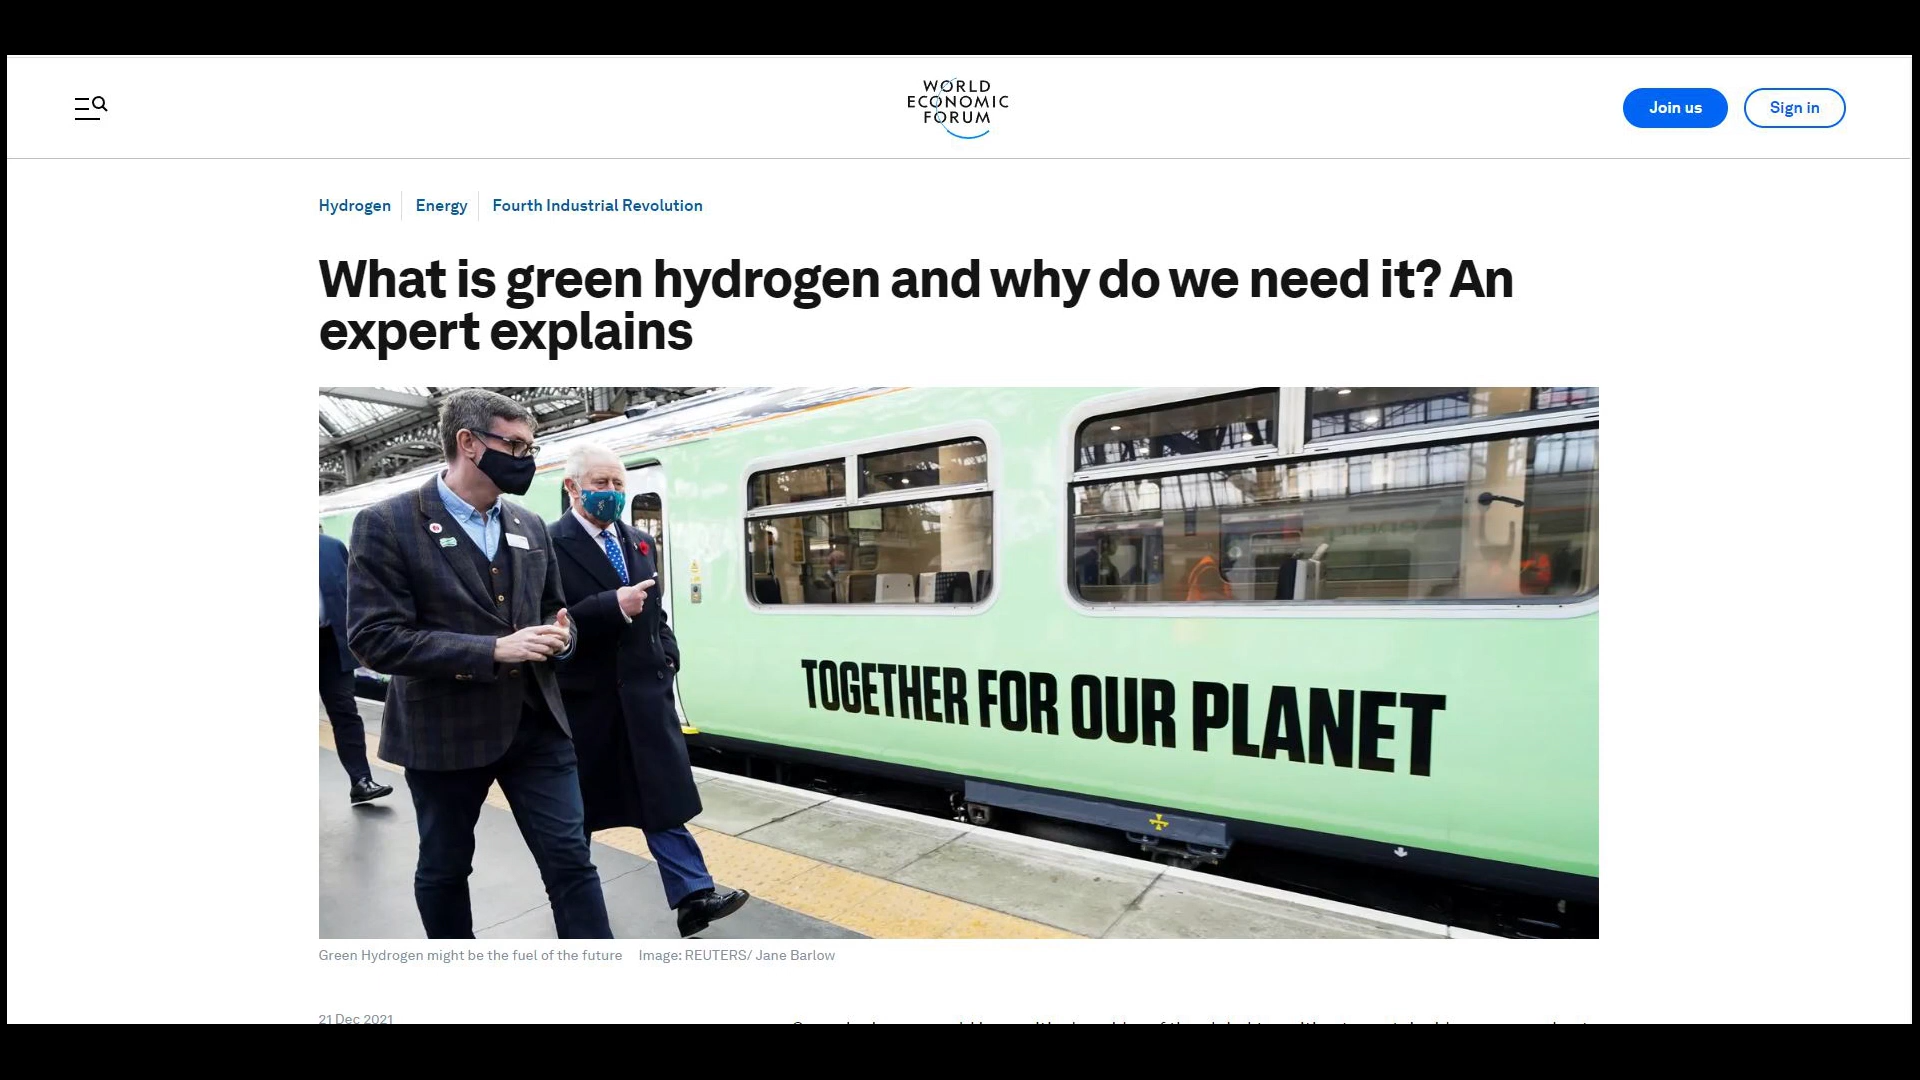 WORLD
ECONOMIC
FORUM
Join us
Sign in
Hydrogen
Energy
Fourth Industrial Revolution
What is green hydrogen and why do we need it? An
expert explains
TOGETHER FOR OUR PLANET
Green Hydrogen might be the fuel of the future
Image: REUTERS/ Jane Barlow
21 Dec 2021